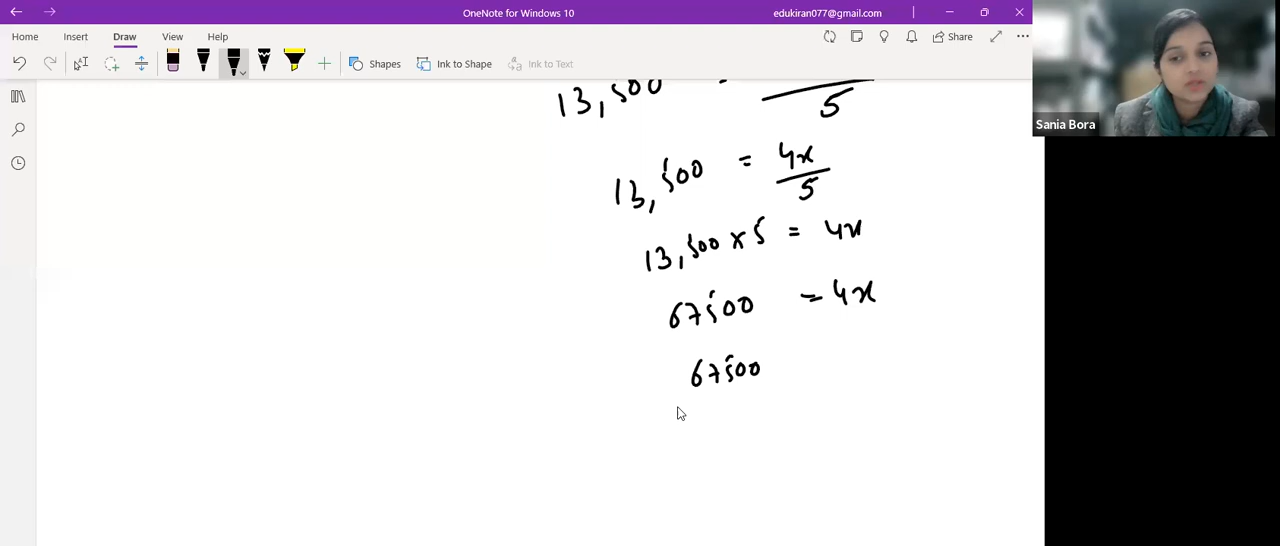 OneNote for Windows 10
edukiran077@gmail.com
Home Insert Draw View Help
Share
Shapes
Ink to Shape
Ink to Text
Sania Bora
13,500 =
5
13,500 = 4x
5
13,500 x 5 = 4x
67500 = 4x
67500